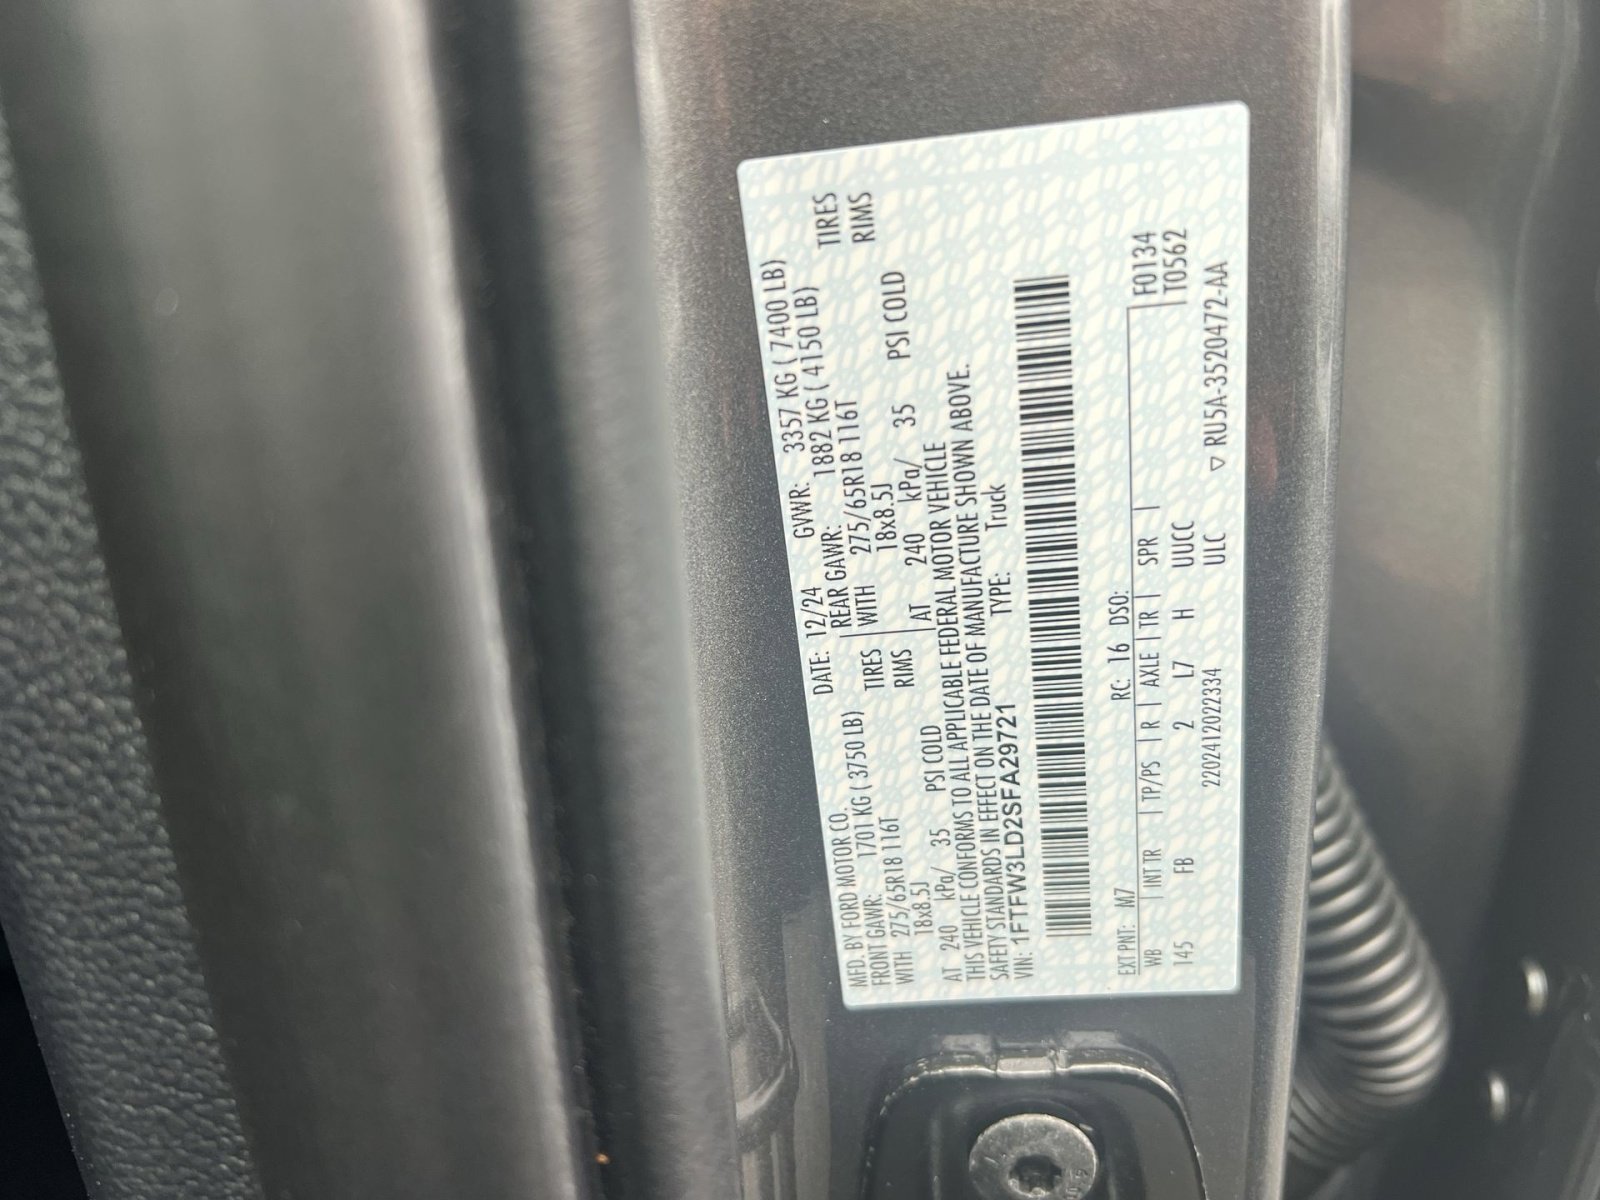 MFD. BY FORD MOTOR CO.
DATE: 12/24 GVWR: 3357 KG ( 7400 LB)
FRONT GAWR: 1701 KG ( 3750 LB) REAR GAWR: 1882 KG ( 4150 LB)
WITH 275/65R18 116T TIRES WITH 275/65R18 116T TIRES
18x8.5J RIMS 18x8.5J RIMS
AT 240 kPa/ 35 PSI COLD AT 240 kPa/ 35 PSI COLD
THIS VEHICLE CONFORMS TO ALL APPLICABLE FEDERAL MOTOR VEHICLE
SAFETY STANDARDS IN EFFECT ON THE DATE OF MANUFACTURE SHOWN ABOVE.
VIN: 1FTFW3LD2SFA29721 TYPE: Truck
EXT PNT: M7 RC: 16 DSO: F0134
WB INT TR TP/PS R AXLE TR SPR T0562
145 FB 2 L7 H UUCC
220241202334 ULC ▽ RU5A-3520472-AA